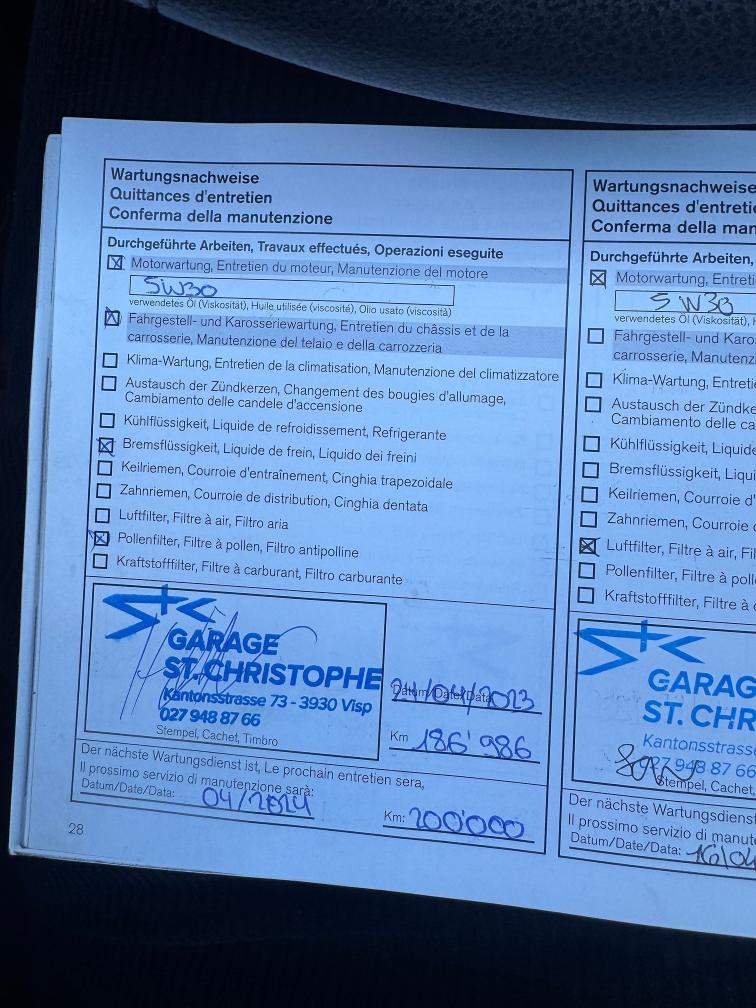 Wartungsnachweise
Quittances d'entretien
Conferma della manutenzione
Durchgeführte Arbeiten, Travaux effectués, Operazioni eseguite
Motorwartung, Entretien du moteur, Manutenzione del motore
5W30
verwendetes Öl (Viskosität), Huile utilisée (viscosité), Olio usato (viscosità)
Fahrgestell- und Karosseriewartung, Entretien du châssis et de la
carrosserie, Manutenzione del telaio e della carrozzeria
Klima-Wartung, Entretien de la climatisation, Manutenzione del climatizzatore
Austausch der Zündkerzen, Changement des bougies d'allumage,
Cambiamento delle candele d'accensione
Kühlflüssigkeit, Liquide de refroidissement, Refrigerante
Bremsflüssigkeit, Liquide de frein, Liquido dei freini
Keilriemen, Courroie d'entraînement, Cinghia trapezoidale
Zahnriemen, Courroie de distribution, Cinghia dentata
Luftfilter, Filtre à air, Filtro aria
Pollenfilter, Filtre à pollen, Filtro antipolline
Kraftstofffilter, Filtre à carburant, Filtro carburante
GARAGE
ST. CHRISTOPHE
Kantonsstrasse 73 - 3930 Visp
027 948 87 66
Stempel, Cachet, Timbro
Datum/Date/Data
24/04/2023
Km 186'986
Der nächste Wartungsdienst ist, Le prochain entretien sera,
Il prossimo servizio di manutenzione sarà:
Datum/Date/Data: 04/2024
Km: 200'000
28
Wartungsnachweise
Quittances d'entretie
Conferma della man
Durchgeführte Arbeiten,
Motorwartung, Entreti
5W30
verwendetes Öl (Viskosität), H
Fahrgestell- und Karo
carrosserie, Manutenz
Klima-Wartung, Entreti
Austausch der Zündke
Cambiamento delle ca
Kühlflüssigkeit, Liquide
Bremsflüssigkeit, Liqui
Keilriemen, Courroie d'
Zahnriemen, Courroie d
Luftfilter, Filtre à air, Fil
Pollenfilter, Filtre à poll
Kraftstofffilter, Filtre à
GARAG
ST. CHR
Kantonsstrasse
027 948 87 66
Stempel, Cachet,
Der nächste Wartungsdienst
Il prossimo servizio di manute
Datum/Date/Data: 16/04